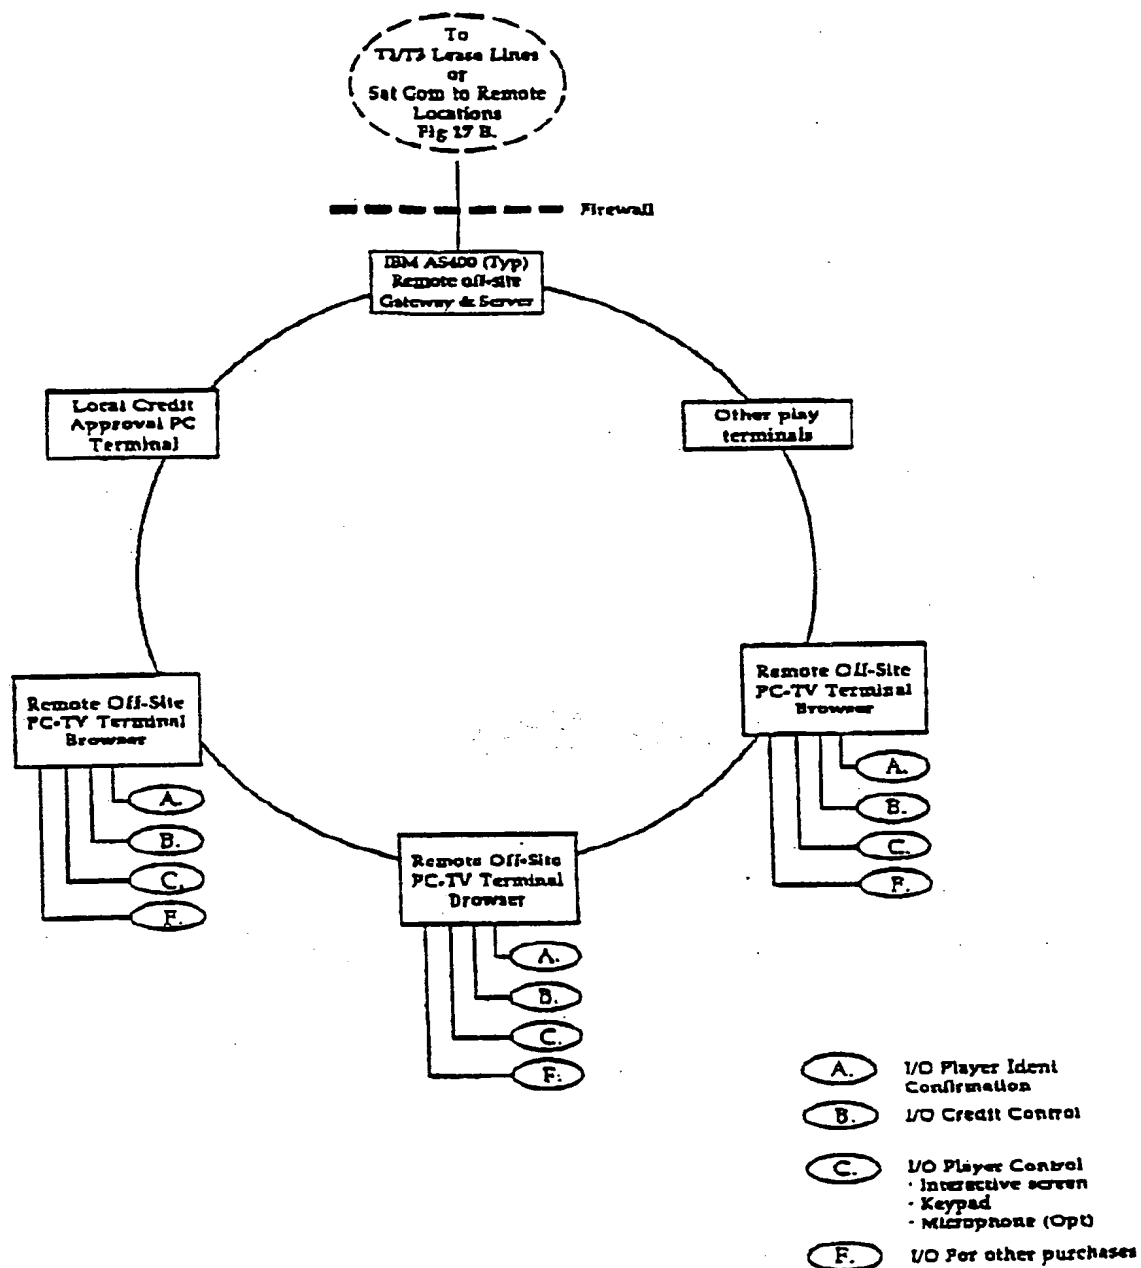 To
T1/T3 Lease Lines
or
Sat Com to Remote
Locations
Fig 17 B.
Firewall
IBM AS400 (Typ)
Remote off-site
Gateway & Server
Local Credit
Approval PC
Terminal
Other play
terminals
Remote Off-Site
PC-TV Terminal
Browser
A.
B.
C.
F.
Remote Off-Site
PC-TV Terminal
Browser
A.
B.
C.
F.
Remote Off-Site
PC-TV Terminal
Browser
A.
B.
C.
F.
A. I/O Player Ident
Confirmation
B. I/O Credit Control
C. I/O Player Control
· Interactive screen
· Keypad
· Microphone (Opt)
F. I/O For other purchases